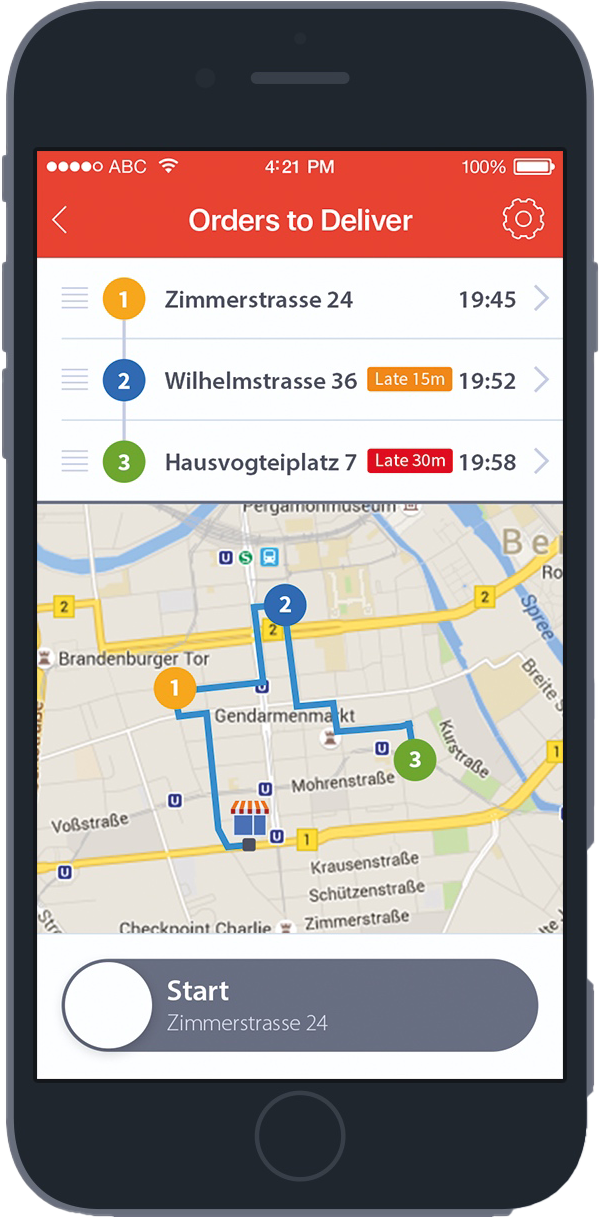 ABC 4:21 PM 100%
Orders to Deliver
1 Zimmerstrasse 24 19:45
2 Wilhelmstrasse 36 Late 15m 19:52
3 Hausvogteiplatz 7 Late 30m 19:58
Pergamonmuseum
Be
U S
Ro
2
2
2
2
Spree
Brandenburger Tor
Breite S
1
U
Gendarmenmarkt
Kurstraße
U
1
3
Mohrenstraße
U
U
Voßstraße
U
1
U
Krausenstraße
Schützenstraße
Zimmerstraße
Checkpoint Charlie
Start
Zimmerstrasse 24